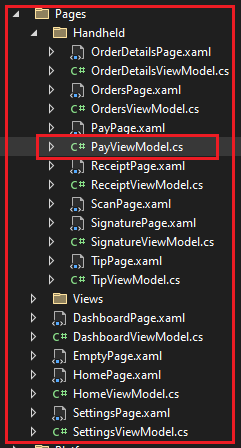 Pages
Handheld
OrderDetailsPage.xaml
C# OrderDetailsViewModel.cs
OrdersPage.xaml
C# OrdersViewModel.cs
PayPage.xaml
C# PayViewModel.cs
ReceiptPage.xaml
C# ReceiptViewModel.cs
ScanPage.xaml
SignaturePage.xaml
C# SignatureViewModel.cs
TipPage.xaml
C# TipViewModel.cs
Views
DashboardPage.xaml
C# DashboardViewModel.cs
EmptyPage.xaml
HomePage.xaml
C# HomeViewModel.cs
SettingsPage.xaml
C# SettingsViewModel.cs